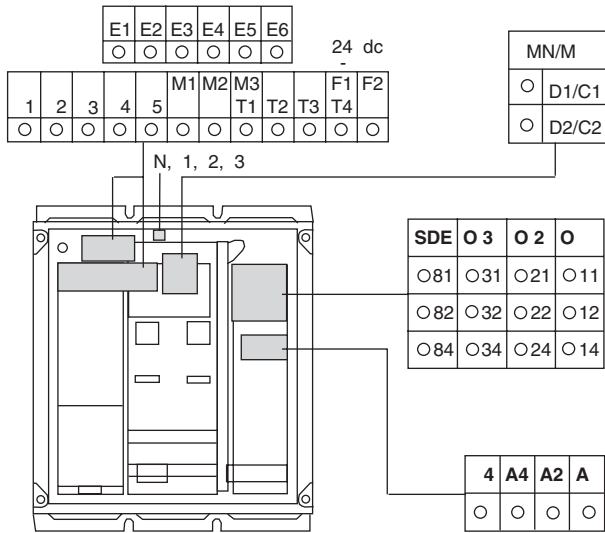 E1 E2 E3 E4 E5 E6
24 dc
-
MN/M
D1/C1
D2/C2
M1 M2 M3 F1 F2
1 2 3 4 5 T1 T2 T3 T4
N, 1, 2, 3
SDE O 3 O 2 O
81 31 21 11
82 32 22 12
84 34 24 14
4 A4 A2 A